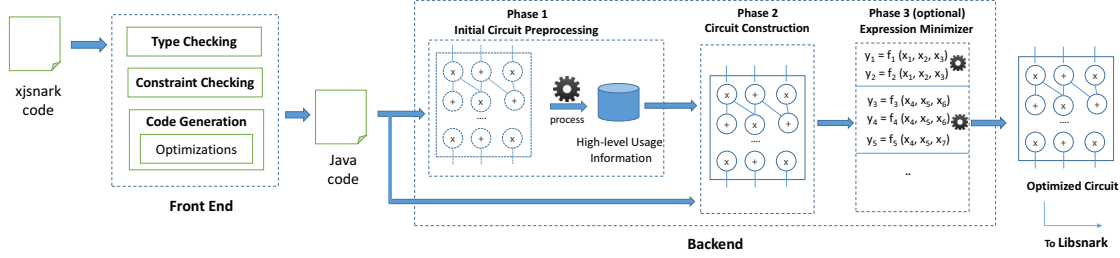 xjsnark
code
Type Checking
Constraint Checking
Code Generation
Optimizations
Front End
Java
code
Phase 1
Initial Circuit Preprocessing
x + x
+ x +
....
x + x
process
High-level Usage
Information
Phase 2
Circuit Construction
x + x
+ x +
....
x + x
Phase 3 (optional)
Expression Minimizer
y1 = f1 (x1, x2, x3)
y2 = f2 (x1, x2, x3)
y3 = f3 (x4, x5, x6)
y4 = f4 (x4, x5, x6)
y5 = f5 (x4, x5, x7)
..
Backend
x + x
+ x +
....
x + x
Optimized Circuit
To Libsnark